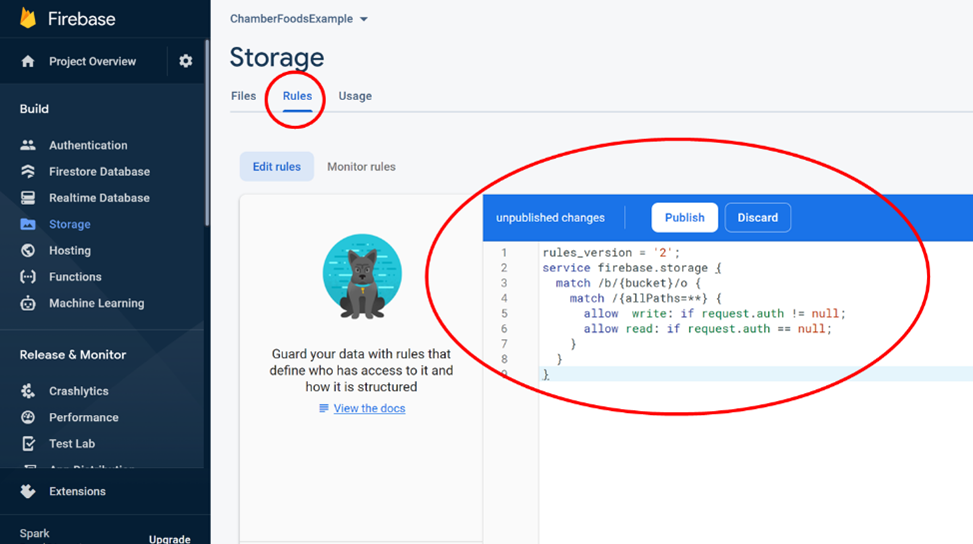 Firebase
Project Overview
Build
Authentication
Firestore Database
Realtime Database
Storage
Hosting
Functions
Machine Learning
Release & Monitor
Crashlytics
Performance
Test Lab
App Distribution
Extensions
Spark
Upgrade
ChamberFoodsExample
Storage
Files Rules Usage
Edit rules Monitor rules
Guard your data with rules that
define who has access to it and
how it is structured
View the docs
unpublished changes Publish Discard
1 rules_version = '2';
2 service firebase.storage {
3 match /b/{bucket}/o {
4 match /{allPaths=**} {
5 allow  write: if request.auth != null;
6 allow read: if request.auth == null;
7 }
8 }
9 }